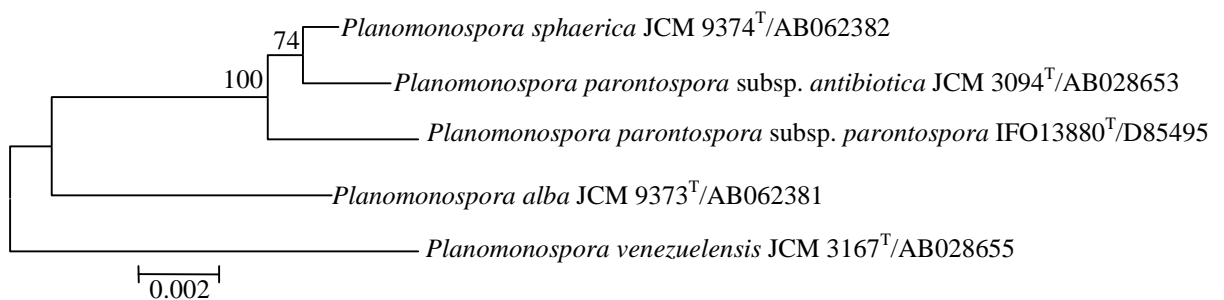 Planomonospora sphaerica JCM 9374T/AB062382
74
Planomonospora parontospora subsp. antibiotica JCM 3094T/AB028653
100
Planomonospora parontospora subsp. parontospora IFO13880T/D85495
Planomonospora alba JCM 9373T/AB062381
Planomonospora venezuelensis JCM 3167T/AB028655
0.002